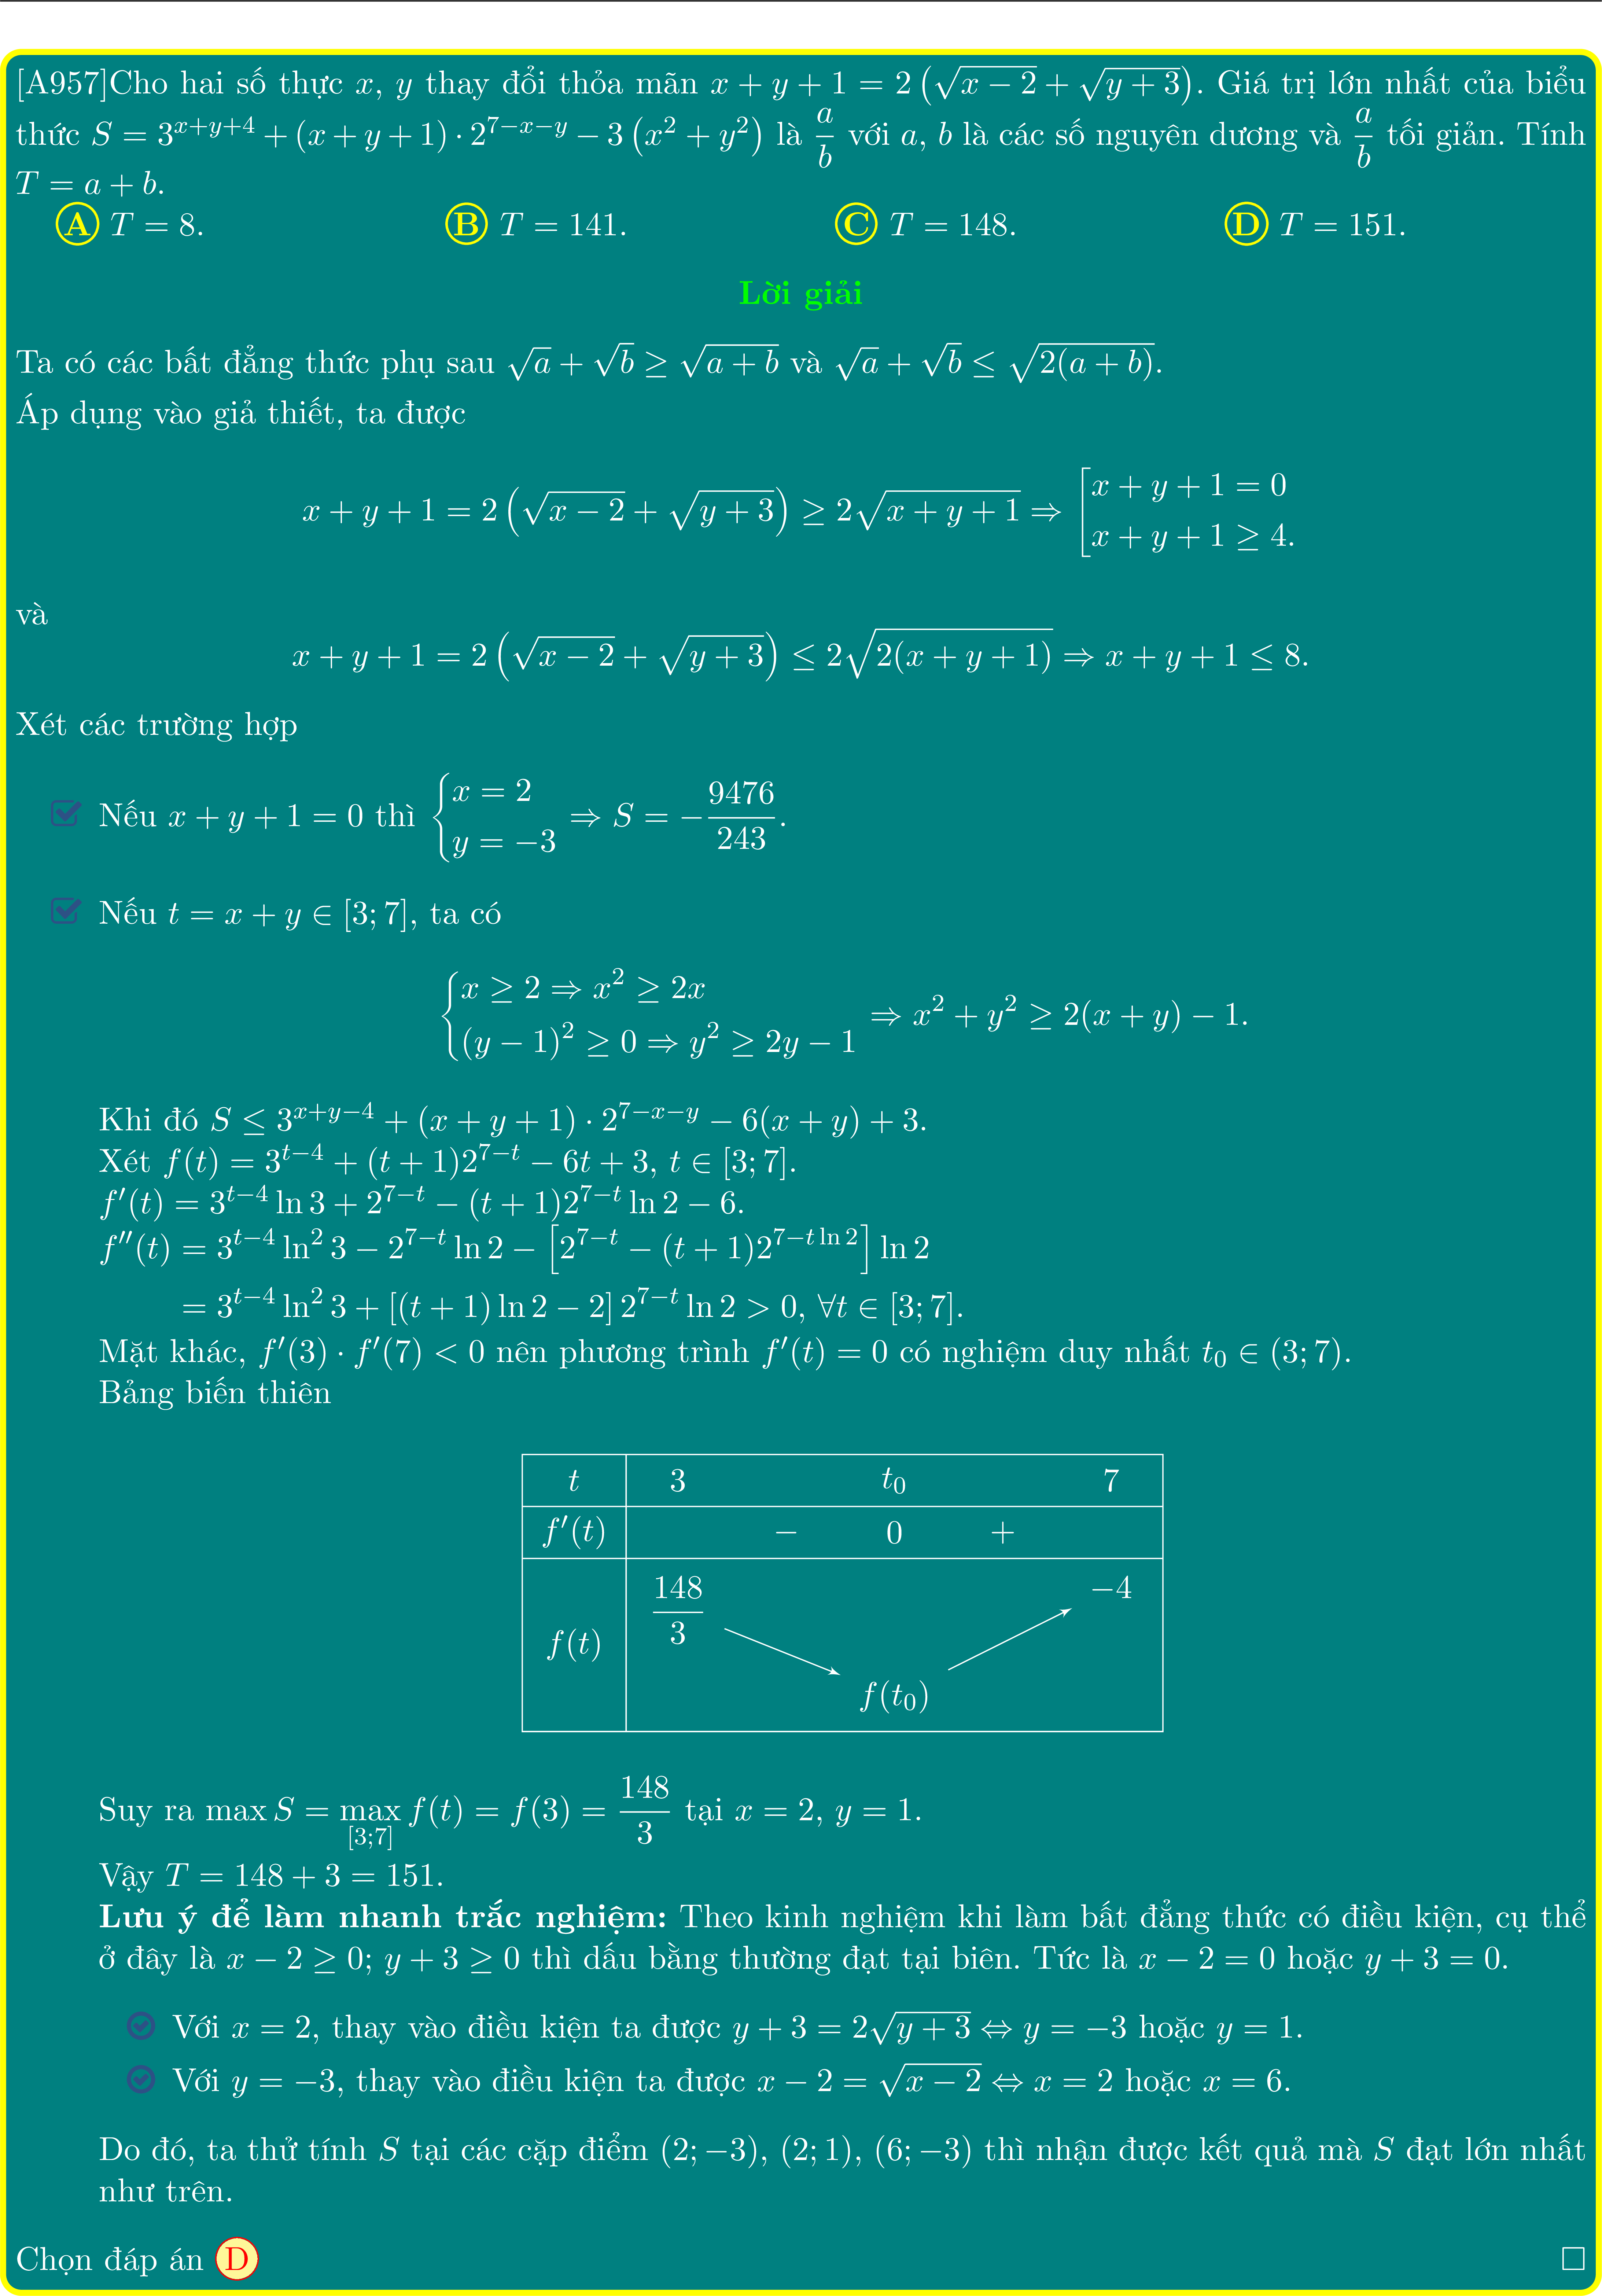 [A957]Cho hai số thực $x$, $y$ thay đổi thỏa mãn $x + y + 1 = 2\left(\sqrt{x-2} + \sqrt{y+3}\right)$. Giá trị lớn nhất của biểu
thức $S = 3^{x+y+4} + (x + y + 1) \cdot 2^{7-x-y} - 3\left(x^2 + y^2\right)$ là $\dfrac{a}{b}$ với $a$, $b$ là các số nguyên dương và $\dfrac{a}{b}$ tối giản. Tính
$T = a + b$.
Ⓐ $T = 8$. Ⓑ $T = 141$. Ⓒ $T = 148$. Ⓓ $T = 151$.
Lời giải
Ta có các bất đẳng thức phụ sau $\sqrt{a} + \sqrt{b} \geq \sqrt{a+b}$ và $\sqrt{a} + \sqrt{b} \leq \sqrt{2(a+b)}$.
Áp dụng vào giả thiết, ta được
$x + y + 1 = 2\left(\sqrt{x-2} + \sqrt{y+3}\right) \geq 2\sqrt{x+y+1} \Rightarrow \left[\begin{array}{l} x + y + 1 = 0 \\ x + y + 1 \geq 4. \end{array}\right.$
và
$x + y + 1 = 2\left(\sqrt{x-2} + \sqrt{y+3}\right) \leq 2\sqrt{2(x+y+1)} \Rightarrow x + y + 1 \leq 8.$
Xét các trường hợp
Nếu $x + y + 1 = 0$ thì $\begin{cases} x = 2 \\ y = -3 \end{cases} \Rightarrow S = -\dfrac{9476}{243}$.
Nếu $t = x + y \in [3; 7]$, ta có
$\begin{cases} x \geq 2 \Rightarrow x^2 \geq 2x \\ (y-1)^2 \geq 0 \Rightarrow y^2 \geq 2y - 1 \end{cases} \Rightarrow x^2 + y^2 \geq 2(x + y) - 1.$
Khi đó $S \leq 3^{x+y-4} + (x + y + 1) \cdot 2^{7-x-y} - 6(x + y) + 3$.
Xét $f(t) = 3^{t-4} + (t + 1)2^{7-t} - 6t + 3$, $t \in [3; 7]$.
$f'(t) = 3^{t-4} \ln 3 + 2^{7-t} - (t + 1)2^{7-t} \ln 2 - 6$.
$f''(t) = 3^{t-4} \ln^2 3 - 2^{7-t} \ln 2 - \left[2^{7-t} - (t + 1)2^{7-t \ln 2}\right] \ln 2$
$= 3^{t-4} \ln^2 3 + [(t + 1) \ln 2 - 2]\, 2^{7-t} \ln 2 > 0$, $\forall t \in [3; 7]$.
Mặt khác, $f'(3) \cdot f'(7) < 0$ nên phương trình $f'(t) = 0$ có nghiệm duy nhất $t_0 \in (3; 7)$.
Bảng biến thiên
$t$ 3 $t_0$ 7
$f'(t)$ − 0 +
$f(t)$ $\dfrac{148}{3}$ $f(t_0)$ $-4$
Suy ra $\max S = \max\limits_{[3;7]} f(t) = f(3) = \dfrac{148}{3}$ tại $x = 2$, $y = 1$.
Vậy $T = 148 + 3 = 151$.
Lưu ý để làm nhanh trắc nghiệm: Theo kinh nghiệm khi làm bất đẳng thức có điều kiện, cụ thể
ở đây là $x - 2 \geq 0$; $y + 3 \geq 0$ thì dấu bằng thường đạt tại biên. Tức là $x - 2 = 0$ hoặc $y + 3 = 0$.
Với $x = 2$, thay vào điều kiện ta được $y + 3 = 2\sqrt{y+3} \Leftrightarrow y = -3$ hoặc $y = 1$.
Với $y = -3$, thay vào điều kiện ta được $x - 2 = \sqrt{x-2} \Leftrightarrow x = 2$ hoặc $x = 6$.
Do đó, ta thử tính $S$ tại các cặp điểm $(2; -3)$, $(2; 1)$, $(6; -3)$ thì nhận được kết quả mà $S$ đạt lớn nhất
như trên.
Chọn đáp án Ⓓ □